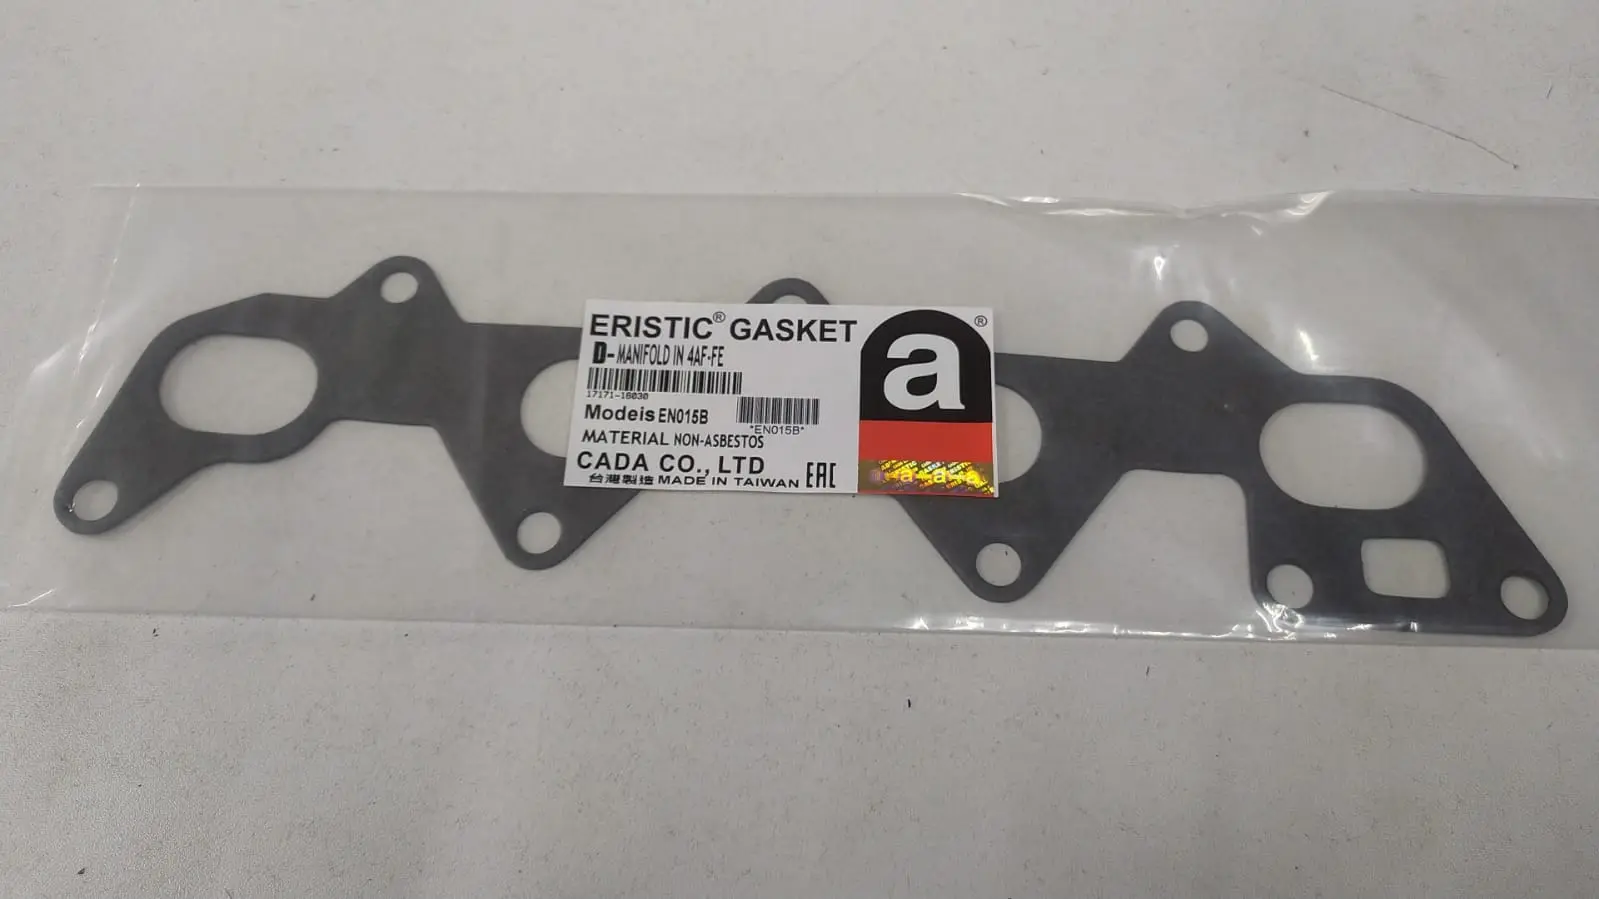 ERISTIC® GASKET
D-MANIFOLD IN 4AF-FE
17171-16030
Modeis EN015B
*EN015B*
MATERIAL NON-ASBESTOS
CADA CO., LTD
台灣製造 MADE IN TAIWAN EAC
a ®
a a a